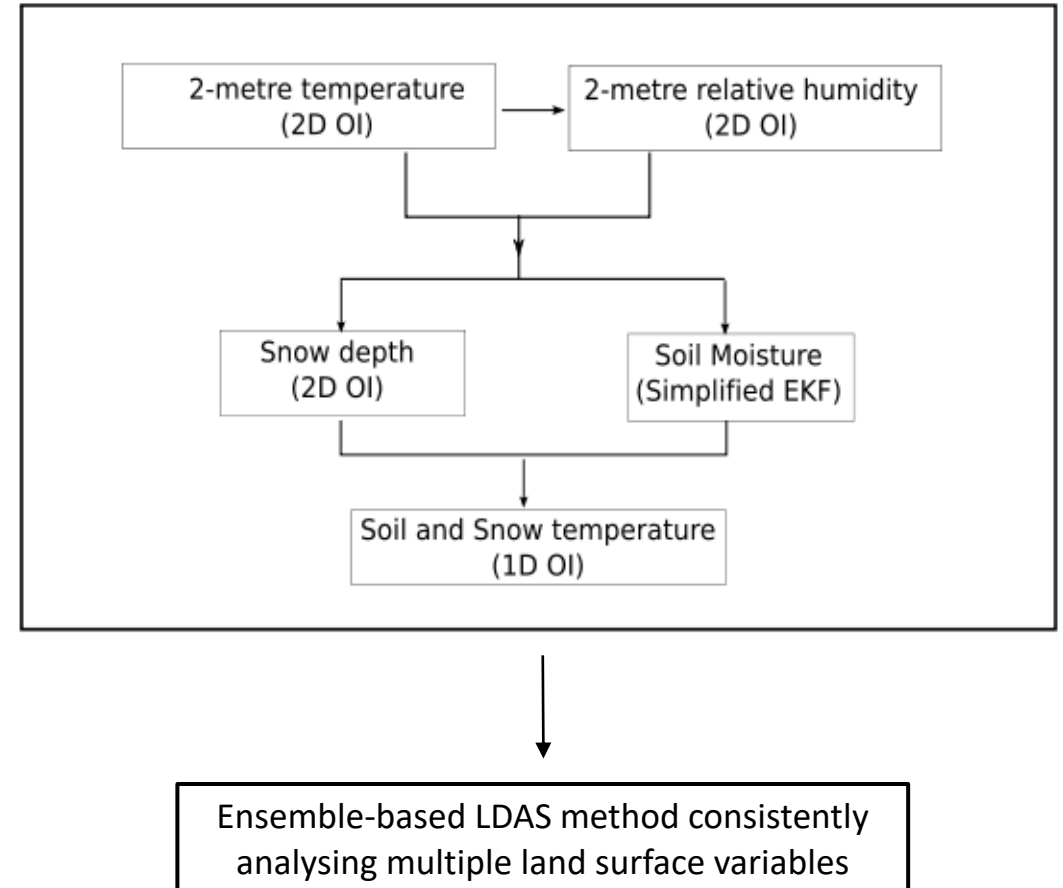 2-metre temperature
(2D OI)
2-metre relative humidity
(2D OI)
Snow depth
(2D OI)
Soil Moisture
(Simplified EKF)
Soil and Snow temperature
(1D OI)
Ensemble-based LDAS method consistently
analysing multiple land surface variables